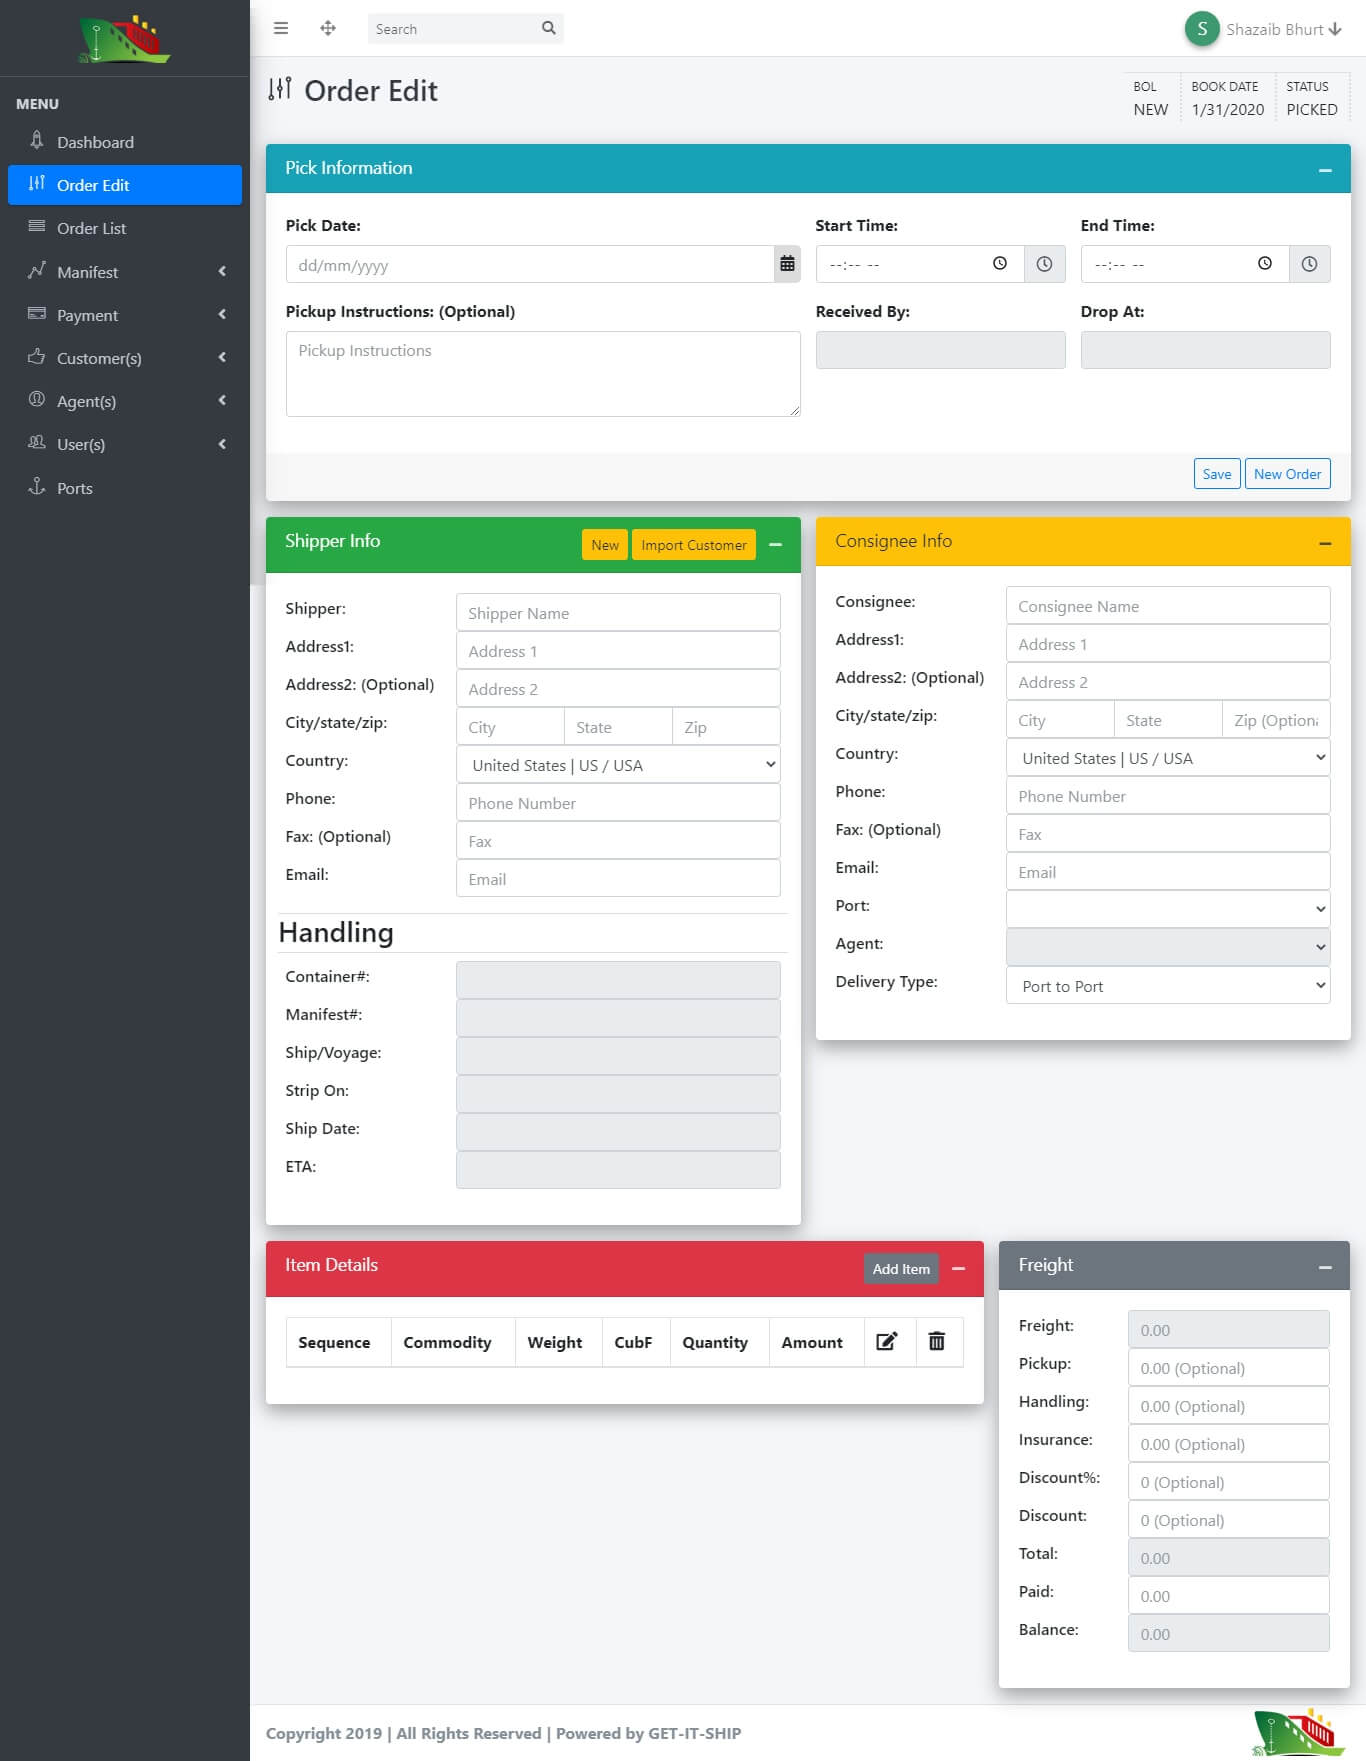 Search
S Shazaib Bhurt
MENU
Dashboard
Order Edit
Order List
Manifest
Payment
Customer(s)
Agent(s)
User(s)
Ports
Order Edit
BOL BOOK DATE STATUS
NEW 1/31/2020 PICKED
Pick Information
Pick Date: Start Time: End Time:
dd/mm/yyyy --:-- -- --:-- --
Pickup Instructions: (Optional) Received By: Drop At:
Pickup Instructions
Save New Order
Shipper Info New Import Customer
Shipper: Shipper Name
Address1: Address 1
Address2: (Optional) Address 2
City/state/zip: City State Zip
Country: United States | US / USA
Phone: Phone Number
Fax: (Optional) Fax
Email: Email
Handling
Container#:
Manifest#:
Ship/Voyage:
Strip On:
Ship Date:
ETA:
Consignee Info
Consignee: Consignee Name
Address1: Address 1
Address2: (Optional) Address 2
City/state/zip: City State Zip (Optiona
Country: United States | US / USA
Phone: Phone Number
Fax: (Optional) Fax
Email: Email
Port:
Agent:
Delivery Type: Port to Port
Item Details Add Item
Sequence Commodity Weight CubF Quantity Amount
Freight
Freight: 0.00
Pickup: 0.00 (Optional)
Handling: 0.00 (Optional)
Insurance: 0.00 (Optional)
Discount%: 0 (Optional)
Discount: 0 (Optional)
Total: 0.00
Paid: 0.00
Balance: 0.00
Copyright 2019 | All Rights Reserved | Powered by GET-IT-SHIP